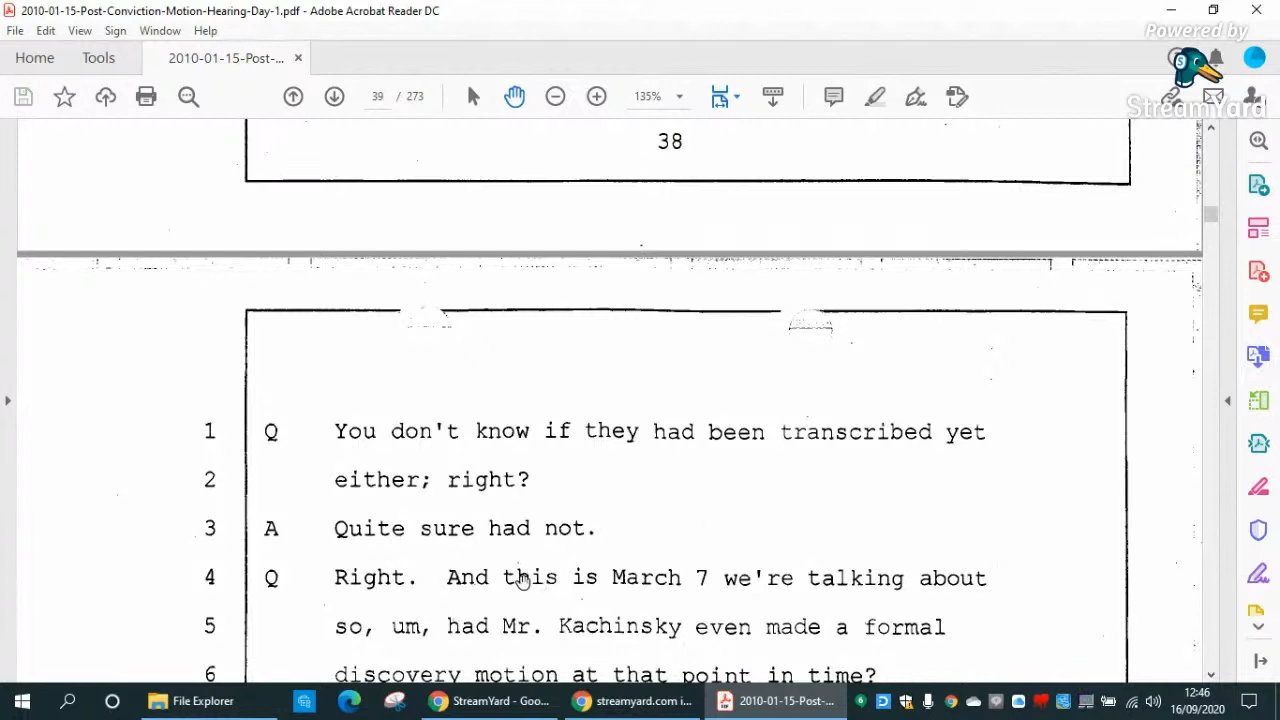 2010-01-15-Post-Conviction-Motion-Hearing-Day-1.pdf - Adobe Acrobat Reader DC
File Edit View Sign Window Help
Powered by
StreamYard
Home Tools 2010-01-15-Post-... ×
39 / 273 135%
38
1 Q You don't know if they had been transcribed yet
2 either; right?
3 A Quite sure had not.
4 Q Right. And this is March 7 we're talking about
5 so, um, had Mr. Kachinsky even made a formal
6 discovery motion at that point in time?
File Explorer StreamYard - Goo... streamyard.com i... 2010-01-15-Post-... 12:46
16/09/2020